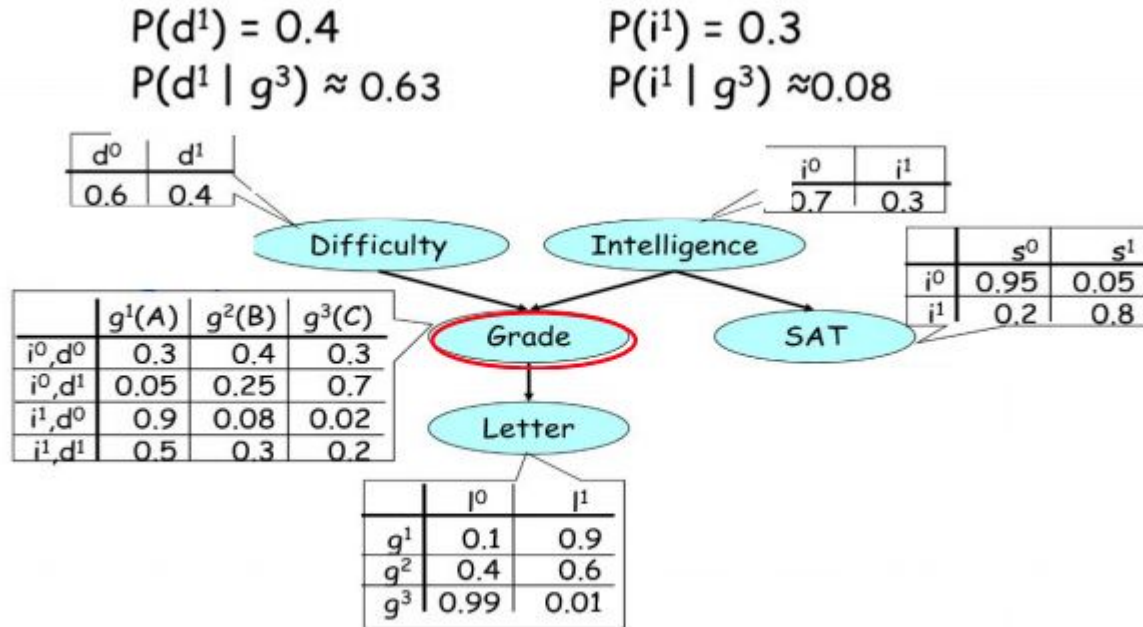 P(d¹) = 0.4
P(i¹) = 0.3
P(d¹ | g³) ≈ 0.63
P(i¹ | g³) ≈0.08
d⁰ d¹
0.6 0.4
i⁰ i¹
0.7 0.3
Difficulty
Intelligence
s⁰ s¹
i⁰ 0.95 0.05
i¹ 0.2 0.8
g¹(A) g²(B) g³(C)
i⁰,d⁰ 0.3 0.4 0.3
i⁰,d¹ 0.05 0.25 0.7
i¹,d⁰ 0.9 0.08 0.02
i¹,d¹ 0.5 0.3 0.2
Grade
SAT
Letter
l⁰ l¹
g¹ 0.1 0.9
g² 0.4 0.6
g³ 0.99 0.01